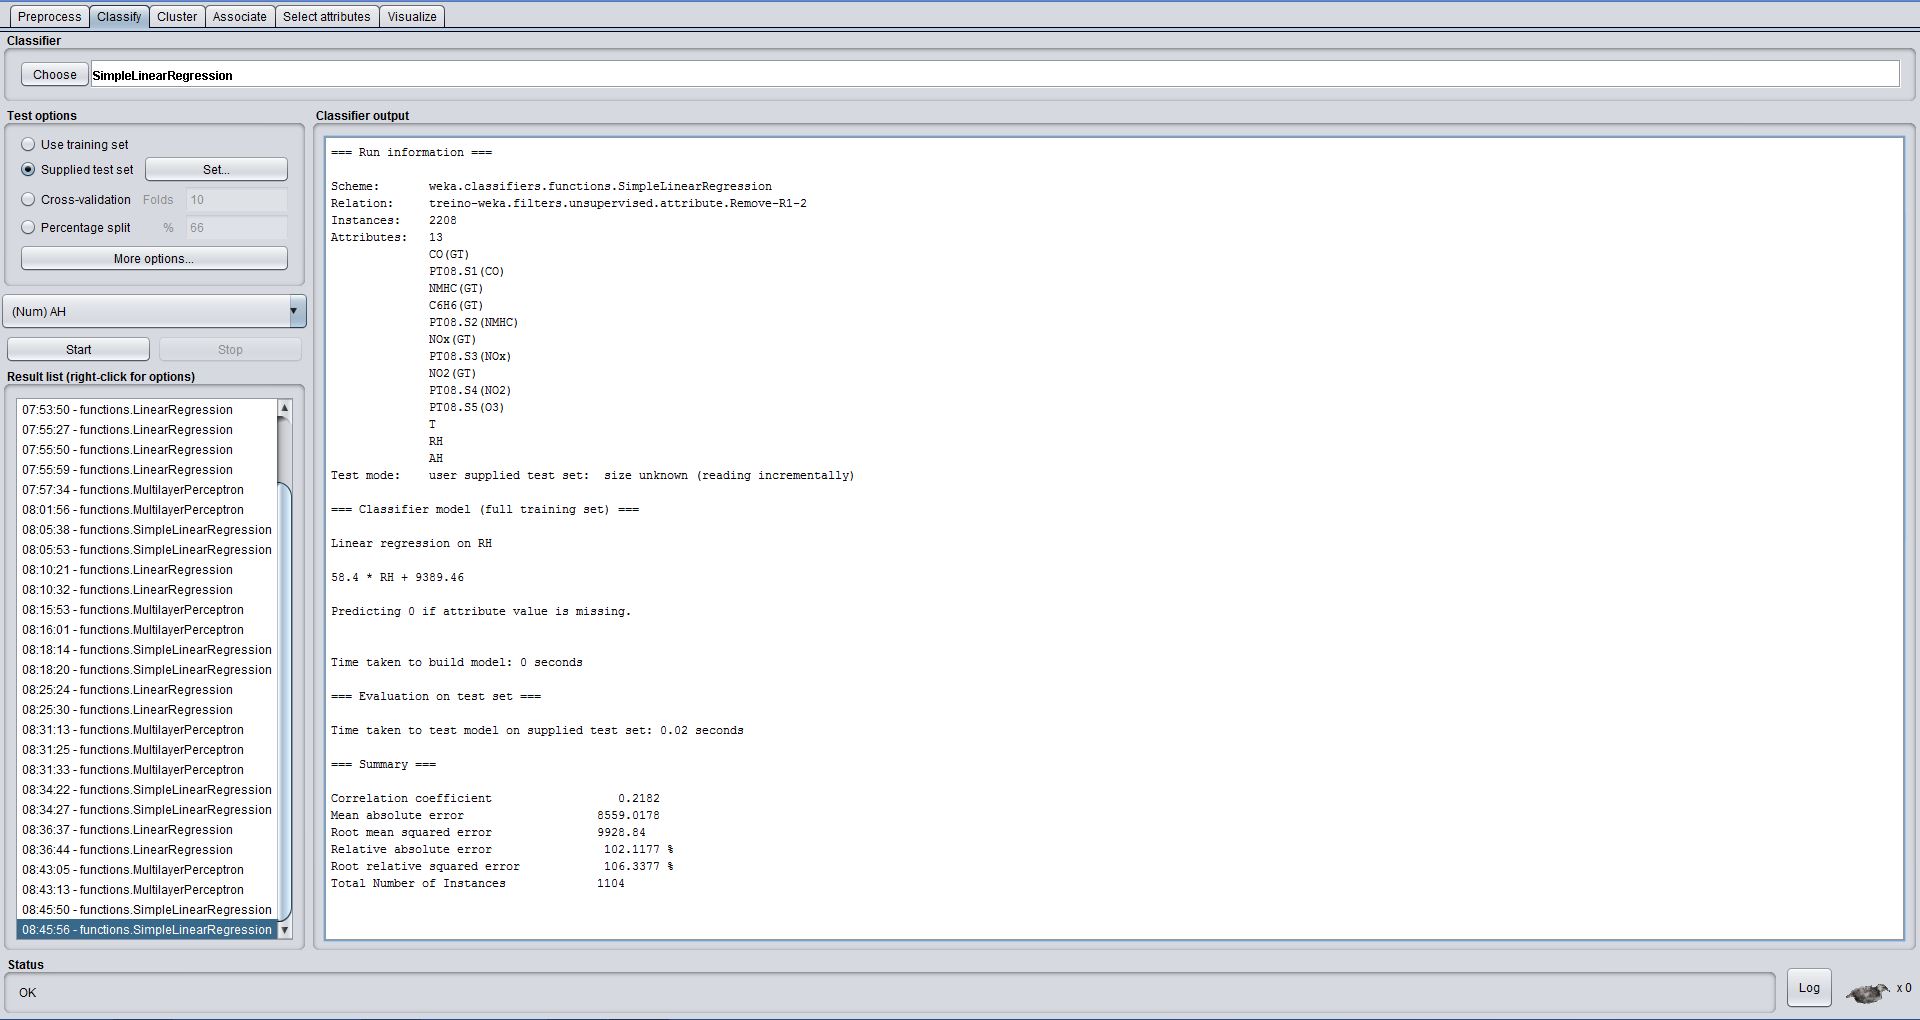 Preprocess Classify Cluster Associate Select attributes Visualize
Classifier
Choose SimpleLinearRegression
Test options
Use training set
Supplied test set Set...
Cross-validation Folds 10
Percentage split % 66
More options...
(Num) AH
Start Stop
Result list (right-click for options)
07:53:50 - functions.LinearRegression
07:55:27 - functions.LinearRegression
07:55:50 - functions.LinearRegression
07:55:59 - functions.LinearRegression
07:57:34 - functions.MultilayerPerceptron
08:01:56 - functions.MultilayerPerceptron
08:05:38 - functions.SimpleLinearRegression
08:05:53 - functions.SimpleLinearRegression
08:10:21 - functions.LinearRegression
08:10:32 - functions.LinearRegression
08:15:53 - functions.MultilayerPerceptron
08:16:01 - functions.MultilayerPerceptron
08:18:14 - functions.SimpleLinearRegression
08:18:20 - functions.SimpleLinearRegression
08:25:24 - functions.LinearRegression
08:25:30 - functions.LinearRegression
08:31:13 - functions.MultilayerPerceptron
08:31:25 - functions.MultilayerPerceptron
08:31:33 - functions.MultilayerPerceptron
08:34:22 - functions.SimpleLinearRegression
08:34:27 - functions.SimpleLinearRegression
08:36:37 - functions.LinearRegression
08:36:44 - functions.LinearRegression
08:43:05 - functions.MultilayerPerceptron
08:43:13 - functions.MultilayerPerceptron
08:45:50 - functions.SimpleLinearRegression
08:45:56 - functions.SimpleLinearRegression
Classifier output
=== Run information ===
Scheme: weka.classifiers.functions.SimpleLinearRegression
Relation: treino-weka.filters.unsupervised.attribute.Remove-R1-2
Instances: 2208
Attributes: 13
CO(GT)
PT08.S1(CO)
NMHC(GT)
C6H6(GT)
PT08.S2(NMHC)
NOx(GT)
PT08.S3(NOx)
NO2(GT)
PT08.S4(NO2)
PT08.S5(O3)
T
RH
AH
Test mode: user supplied test set: size unknown (reading incrementally)
=== Classifier model (full training set) ===
Linear regression on RH
58.4 * RH + 9389.46
Predicting 0 if attribute value is missing.
Time taken to build model: 0 seconds
=== Evaluation on test set ===
Time taken to test model on supplied test set: 0.02 seconds
=== Summary ===
Correlation coefficient 0.2182
Mean absolute error 8559.0178
Root mean squared error 9928.84
Relative absolute error 102.1177 %
Root relative squared error 106.3377 %
Total Number of Instances 1104
Status
OK
Log x 0